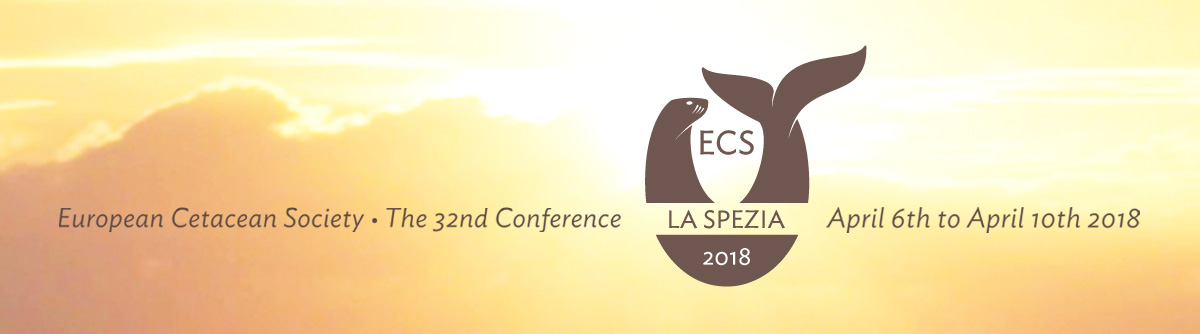 ECS
European Cetacean Society • The 32nd Conference
LA SPEZIA
April 6th to April 10th 2018
2018